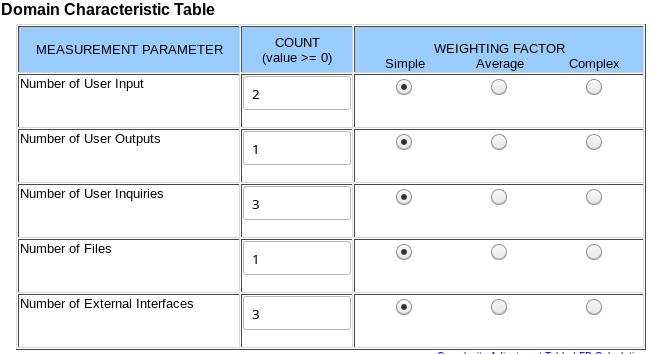 Domain Characteristic Table
MEASUREMENT PARAMETER
COUNT
(value >= 0)
WEIGHTING FACTOR
Simple Average Complex
Number of User Input
2
Number of User Outputs
1
Number of User Inquiries
3
Number of Files
1
Number of External Interfaces
3